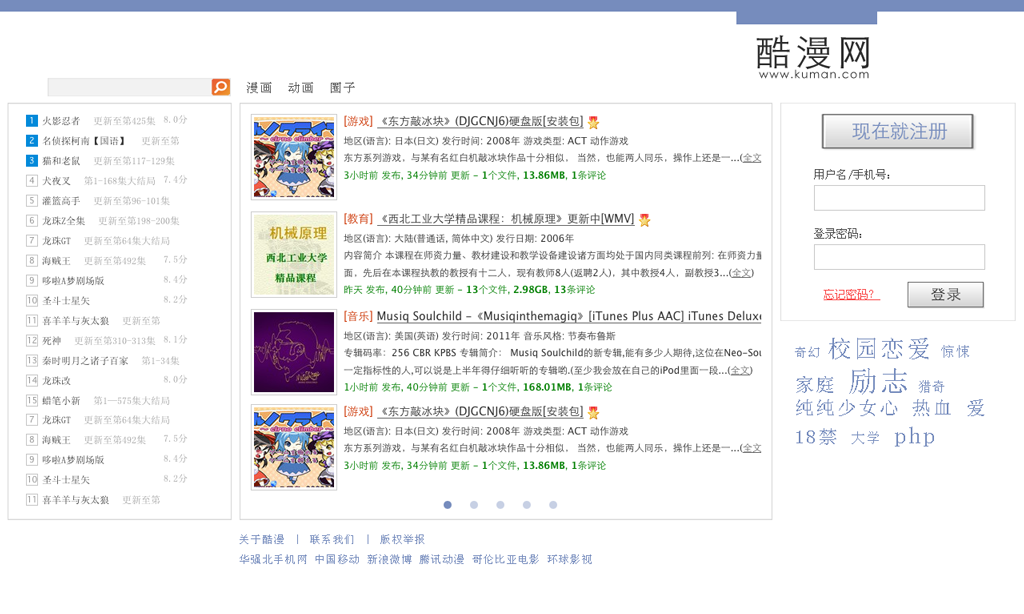 酷漫网
www.kuman.com
漫画 动画 圈子
1 火影忍者 更新至第425集 8.0分
2 名侦探柯南【国语】 更新至第
3 猫和老鼠 更新至第117-129集
4 犬夜叉 第1-168集大结局 7.4分
5 灌篮高手 更新至第96-101集
6 龙珠Z全集 更新至第198-200集
7 龙珠GT 更新至第64集大结局
8 海贼王 更新至第492集 7.5分
9 哆啦A梦剧场版 8.4分
10 圣斗士星矢 8.2分
11 喜羊羊与灰太狼 更新至第
12 死神 更新至第310-313集 8.1分
13 秦时明月之诸子百家 第1-34集
14 龙珠改 8.0分
15 蜡笔小新 第1—575集大结局
7 龙珠GT 更新至第64集大结局
8 海贼王 更新至第492集 7.5分
9 哆啦A梦剧场版 8.4分
10 圣斗士星矢 8.2分
11 喜羊羊与灰太狼 更新至第
[游戏] 《东方敲冰块》(DJGCNJ6)硬盘版[安装包]
地区(语言): 日本(日文) 发行时间: 2008年 游戏类型: ACT 动作游戏
东方系列游戏，与某有名红白机敲冰块作品十分相似， 当然，也能两人同乐，操作上还是一...(全文
3小时前 发布, 34分钟前 更新 - 1个文件, 13.86MB, 1条评论
机械原理
西北工业大学
精品课程
[教育] 《西北工业大学精品课程：机械原理》更新中[WMV]
地区(语言): 大陆(普通话, 简体中文) 发行日期: 2006年
内容简介 本课程在师资力量、教材建设和教学设备建设诸方面均处于国内同类课程前列: 在师资力量
面，先后在本课程执教的教授有十二人，现有教师8人(返聘2人)，其中教授4人，副教授3...(全文)
昨天 发布, 40分钟前 更新 - 13个文件, 2.98GB, 13条评论
[音乐] Musiq Soulchild -《Musiqinthemagiq》[iTunes Plus AAC] iTunes Deluxe
地区(语言): 美国(英语) 发行时间: 2011年 音乐风格: 节奏布鲁斯
专辑码率：256 CBR KPBS 专辑简介： Musiq Soulchild的新专辑,能有多少人期待,这位在Neo-Sou
一定指标性的人,可以说是上半年得仔细听听的专辑哟.(至少我会放在自己的iPod里面一段...(全文)
1小时前 发布, 40分钟前 更新 - 1个文件, 168.01MB, 1条评论
[游戏] 《东方敲冰块》(DJGCNJ6)硬盘版[安装包]
地区(语言): 日本(日文) 发行时间: 2008年 游戏类型: ACT 动作游戏
东方系列游戏，与某有名红白机敲冰块作品十分相似， 当然，也能两人同乐，操作上还是一...(全文
3小时前 发布, 34分钟前 更新 - 1个文件, 13.86MB, 1条评论
现在就注册
用户名/手机号:
登录密码:
忘记密码？
登录
奇幻 校园恋爱 惊悚
家庭 励志 猎奇
纯纯少女心 热血 爱
18禁 大学 php
关于酷漫 | 联系我们 | 版权举报
华强北手机网 中国移动 新浪微博 腾讯动漫 哥伦比亚电影 环球影视